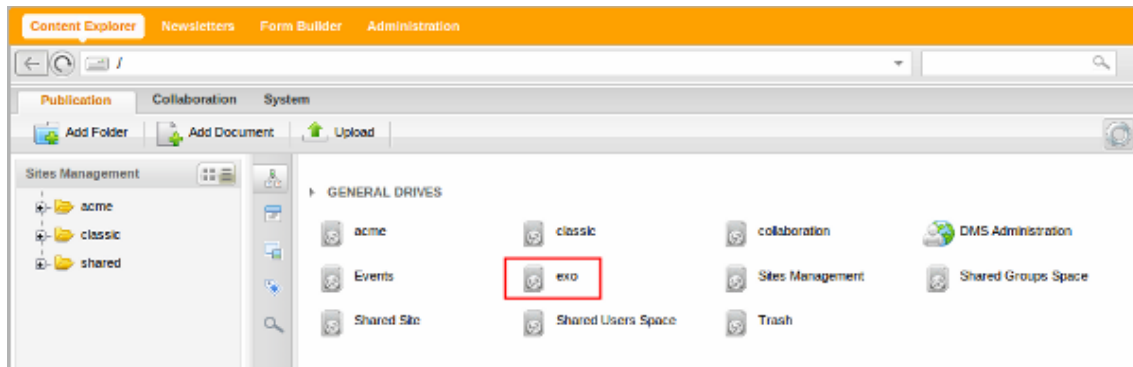 Content Explorer Newsletters Form Builder Administration
/
Publication Collaboration System
Add Folder Add Document Upload
Sites Management
acme
classic
shared
GENERAL DRIVES
acme classic collaboration DMS Administration
Events exo Sites Management Shared Groups Space
Shared Site Shared Users Space Trash